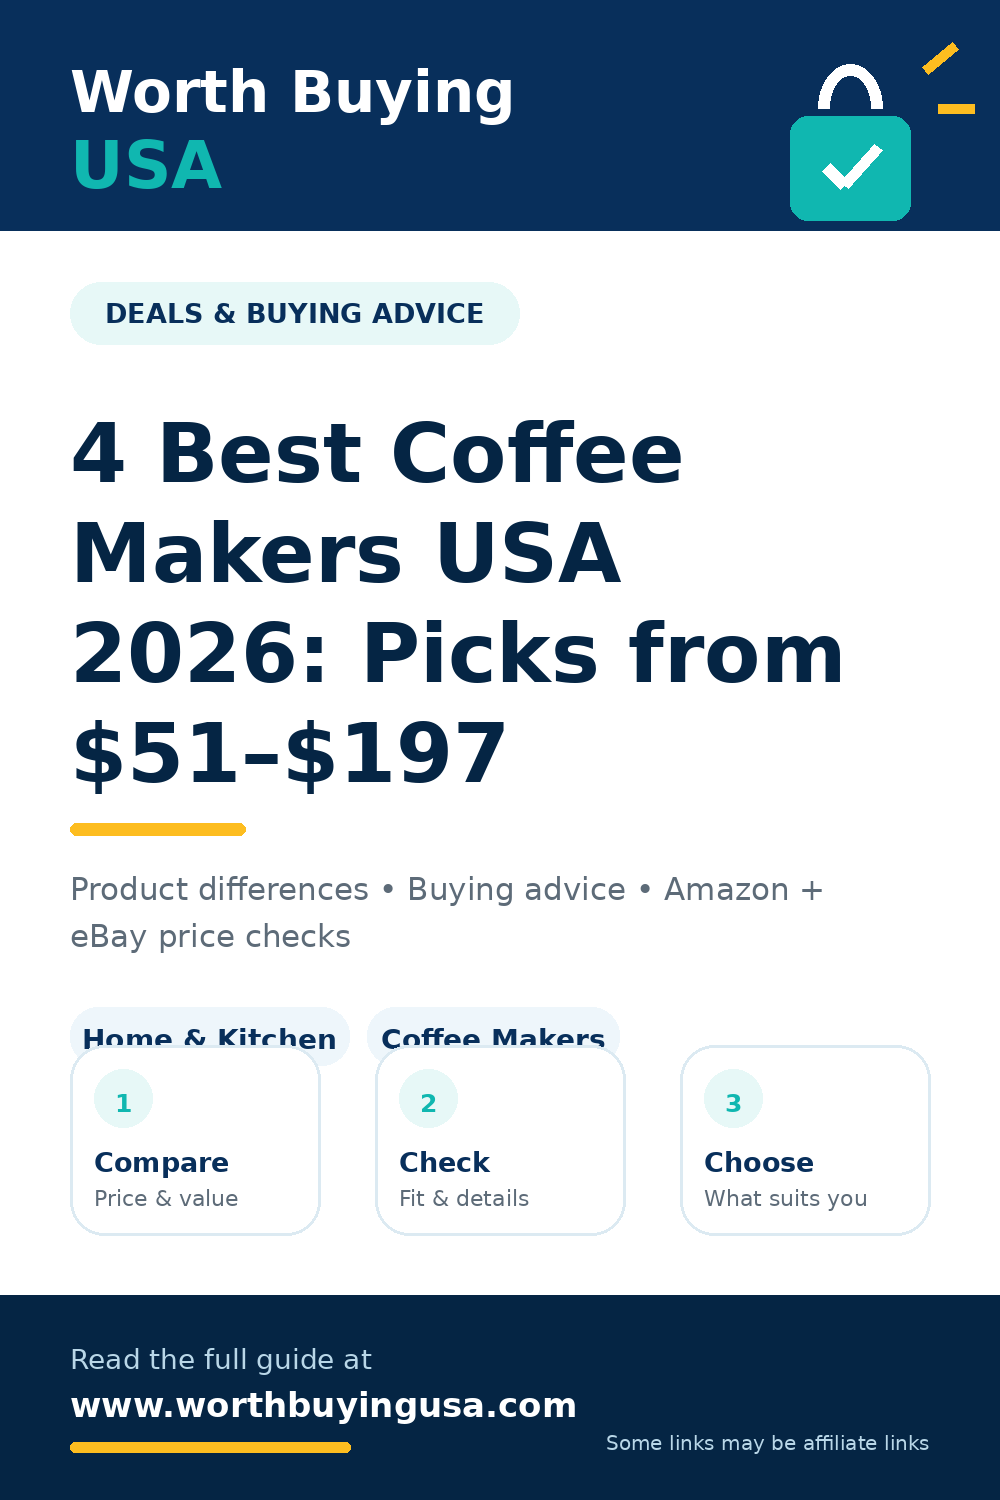 Worth Buying
USA
DEALS & BUYING ADVICE
4 Best Coffee
Makers USA
2026: Picks from
$51–$197
Product differences • Buying advice • Amazon +
eBay price checks
Home & Kitchen
Coffee Makers
1
Compare
Price & value
2
Check
Fit & details
3
Choose
What suits you
Read the full guide at
www.worthbuyingusa.com
Some links may be affiliate links